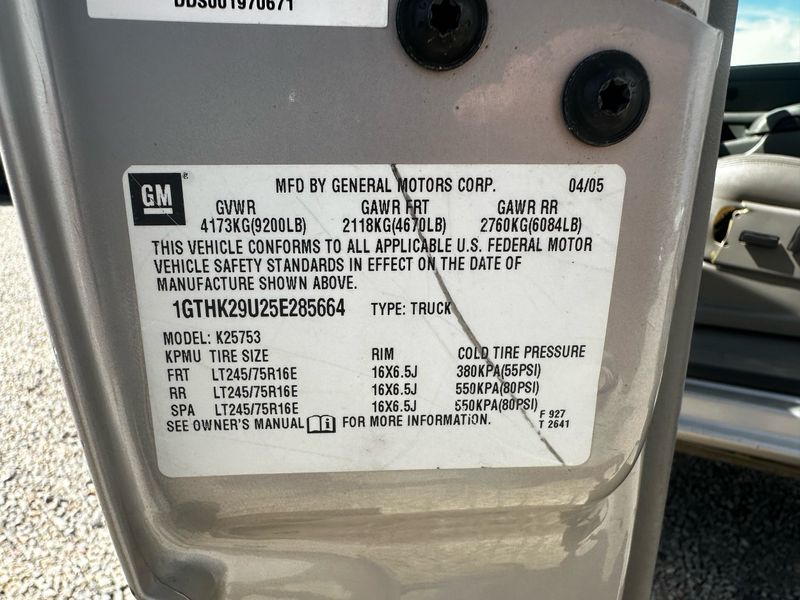 DDS001970671
GM
MFD BY GENERAL MOTORS CORP. 04/05
GVWR GAWR FRT GAWR RR
4173KG(9200LB) 2118KG(4670LB) 2760KG(6084LB)
THIS VEHICLE CONFORMS TO ALL APPLICABLE U.S. FEDERAL MOTOR
VEHICLE SAFETY STANDARDS IN EFFECT ON THE DATE OF
MANUFACTURE SHOWN ABOVE.
1GTHK29U25E285664 TYPE: TRUCK
MODEL: K25753
KPMU TIRE SIZE RIM COLD TIRE PRESSURE
FRT LT245/75R16E 16X6.5J 380KPA(55PSI)
RR LT245/75R16E 16X6.5J 550KPA(80PSI)
SPA LT245/75R16E 16X6.5J 550KPA(80PSI)
SEE OWNER'S MANUAL FOR MORE INFORMATION.
F 927
T 2641